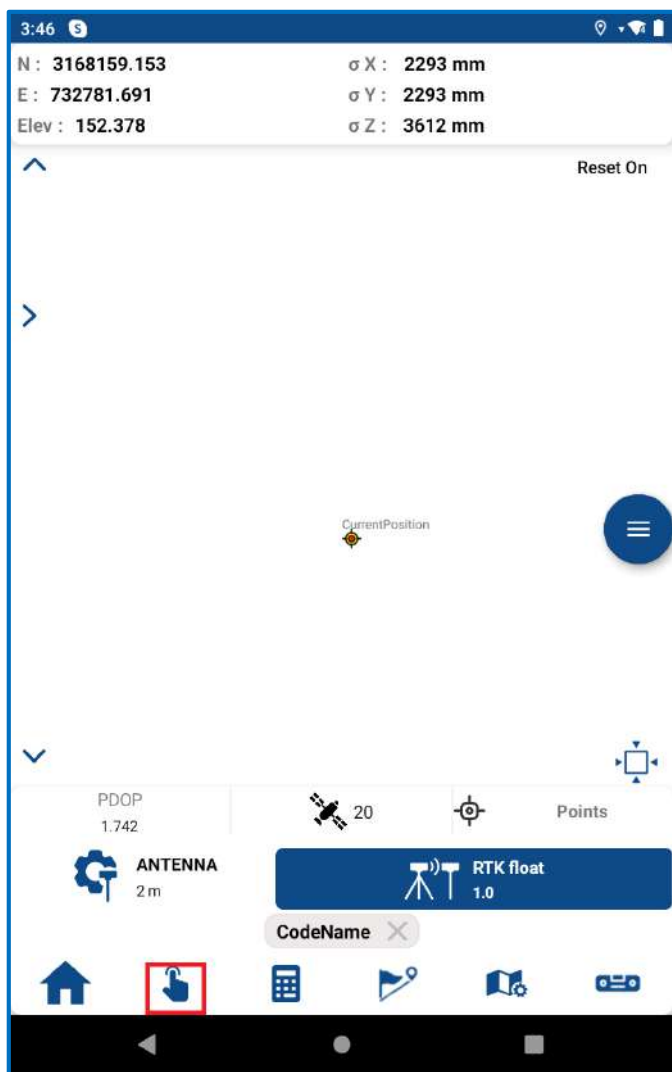 3:46 S
N : 3168159.153 σ X : 2293 mm
E : 732781.691 σ Y : 2293 mm
Elev : 152.378 σ Z : 3612 mm
Reset On
CurrentPosition
PDOP
1.742
20
Points
ANTENNA
2 m
RTK float
1.0
CodeName